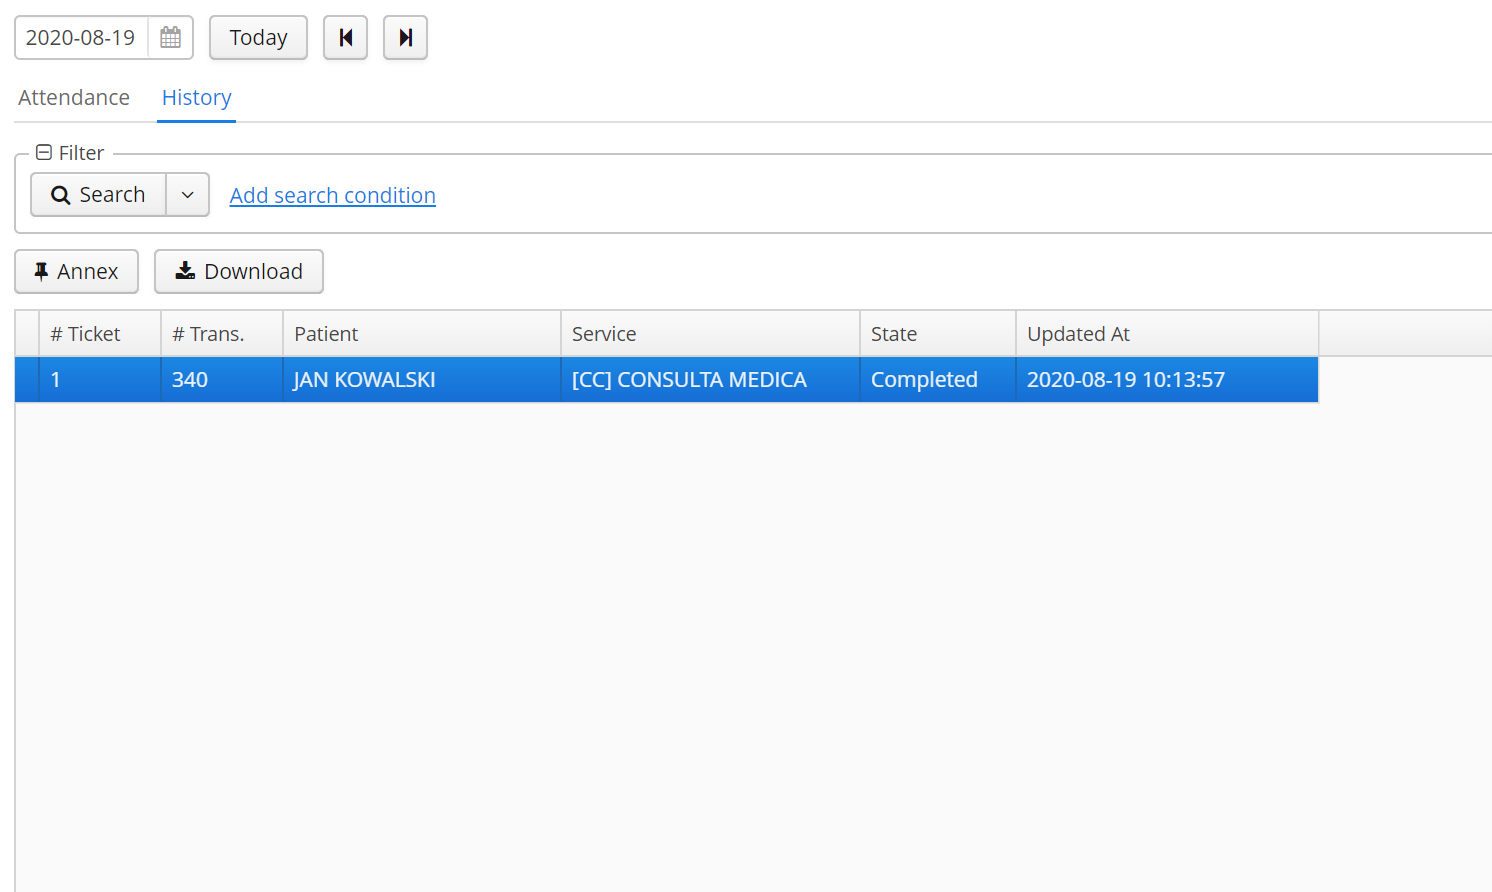 2020-08-19 Today
Attendance History
Filter
Search Add search condition
Annex Download
# Ticket # Trans. Patient Service State Updated At
1 340 JAN KOWALSKI [CC] CONSULTA MEDICA Completed 2020-08-19 10:13:57